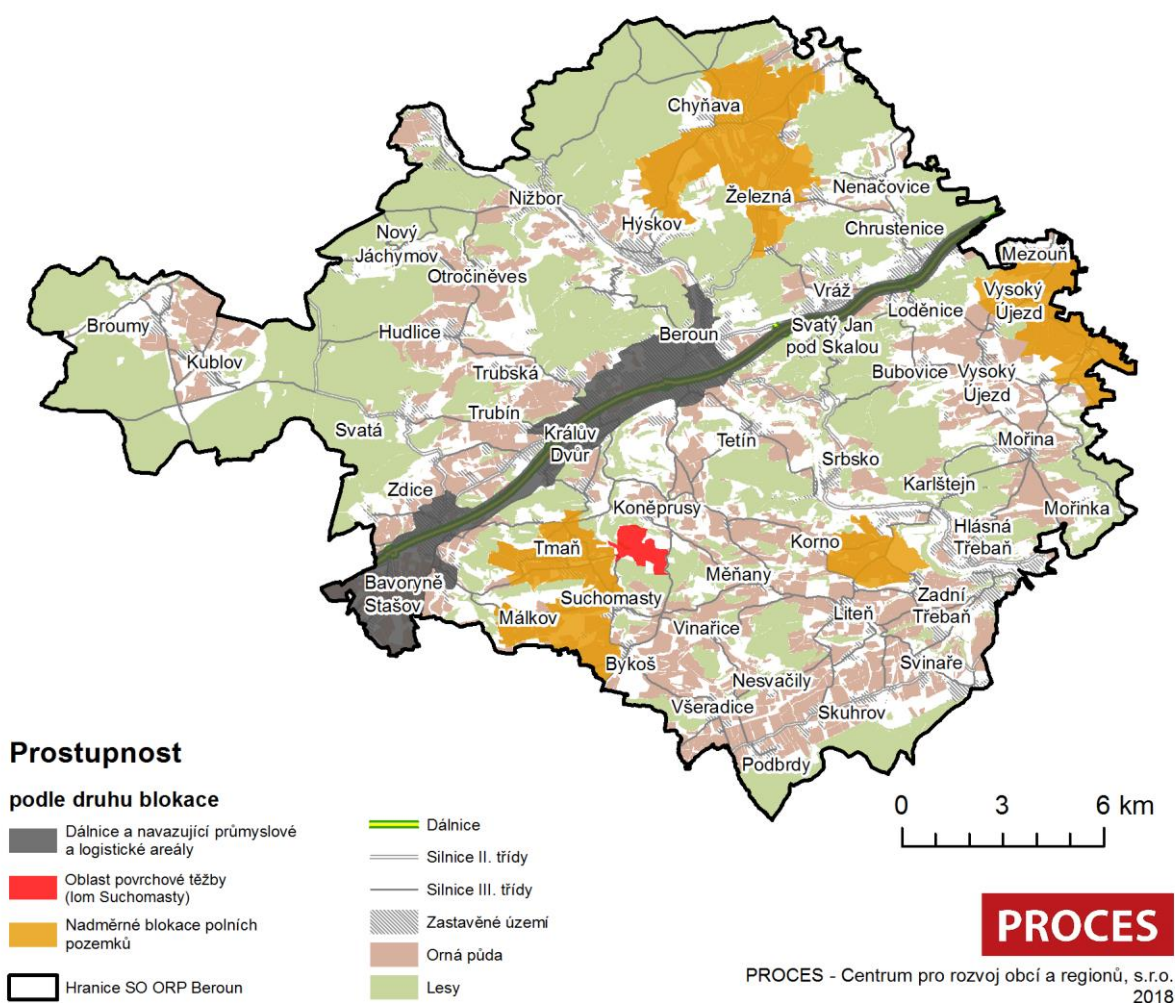 Chyňava
Nižbor
Železná
Nenačovice
Hýskov
Chrustenice
Nový
Jáchymov
Mezouň
Otročiněves
Vysoký
Újezd
Vráž
Loděnice
Broumy
Hudlice
Beroun
Svatý Jan
pod Skalou
Kublov
Trubská
Bubovice
Vysoký
Újezd
Trubín
Svatá
Králův
Dvůr
Tetín
Mořina
Srbsko
Zdice
Karlštejn
Koněprusy
Mořinka
Hlásná
Třebaň
Tmaň
Korno
Měňany
Bavoryně
Stašov
Suchomasty
Zadní
Třebaň
Málkov
Liteň
Vinařice
Bykoš
Svinaře
Nesvačily
Všeradice
Skuhrov
Podbrdy
Prostupnost
podle druhu blokace
Dálnice a navazující průmyslové
a logistické areály
Oblast povrchové těžby
(lom Suchomasty)
Nadměrné blokace polních
pozemků
Hranice SO ORP Beroun
Dálnice
Silnice II. třídy
Silnice III. třídy
Zastavěné území
Orná půda
Lesy
0 3 6 km
PROCES
PROCES - Centrum pro rozvoj obcí a regionů, s.r.o.
2018